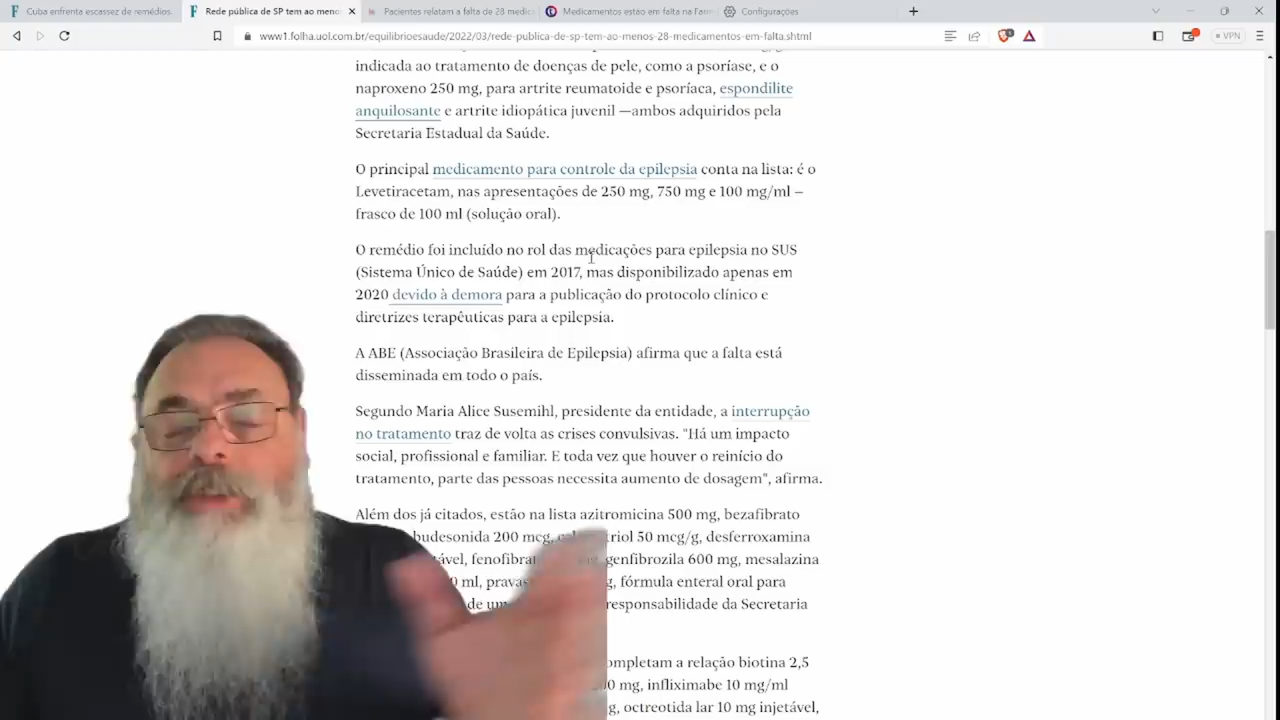 Cuba enfrenta escassez de remédios.
Rede pública de SP tem ao meno
Pacientes relatam a falta de 28 medic
Medicamentos estão em falta na Farm
Configurações
www1.folha.uol.com.br/equilibrioesaude/2022/03/rede-publica-de-sp-tem-ao-menos-28-medicamentos-em-falta.shtml
VPN
indicada ao tratamento de doenças de pele, como a psoríase, e o
naproxeno 250 mg, para artrite reumatoide e psoríaca, espondilite
anquilosante e artrite idiopática juvenil —ambos adquiridos pela
Secretaria Estadual da Saúde.
O principal medicamento para controle da epilepsia conta na lista: é o
Levetiracetam, nas apresentações de 250 mg, 750 mg e 100 mg/ml –
frasco de 100 ml (solução oral).
O remédio foi incluído no rol das medicações para epilepsia no SUS
(Sistema Único de Saúde) em 2017, mas disponibilizado apenas em
2020 devido à demora para a publicação do protocolo clínico e
diretrizes terapêuticas para a epilepsia.
A ABE (Associação Brasileira de Epilepsia) afirma que a falta está
disseminada em todo o país.
Segundo Maria Alice Susemihl, presidente da entidade, a interrupção
no tratamento traz de volta as crises convulsivas. "Há um impacto
social, profissional e familiar. E toda vez que houver o reinício do
tratamento, parte das pessoas necessita aumento de dosagem", afirma.
Além dos já citados, estão na lista azitromicina 500 mg, bezafibrato
budesonida 200 mcg, triol 50 mcg/g, desferroxamina
ável, fenofibrat genfibrozila 600 mg, mesalazina
0 ml, pravas g, fórmula enteral oral para
de um responsabilidade da Secretaria
ompletam a relação biotina 2,5
00 mg, infliximabe 10 mg/ml
g, octreotida lar 10 mg injetável,